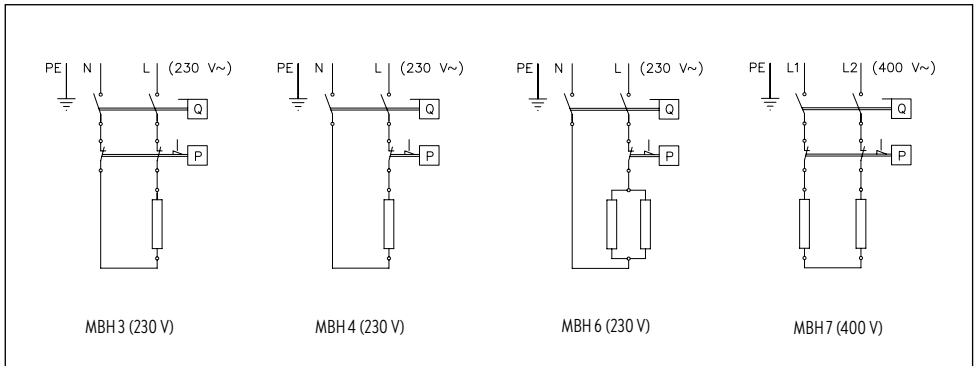 PE N L (230 V~)
Q
P
MBH 3 (230 V)
PE N L (230 V~)
Q
P
MBH 4 (230 V)
PE N L (230 V~)
Q
P
MBH 6 (230 V)
PE L1 L2 (400 V~)
Q
P
MBH 7 (400 V)